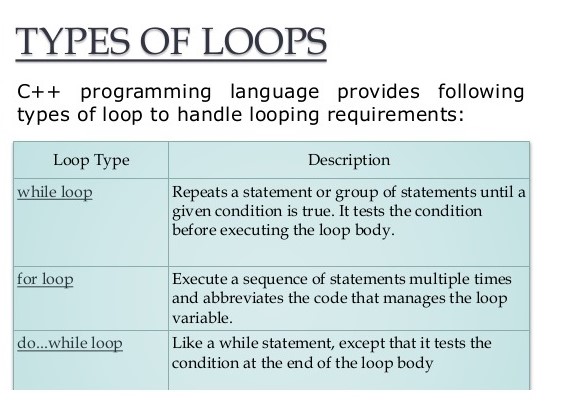 TYPES OF LOOPS
C++ programming language provides following
types of loop to handle looping requirements:
Loop Type Description
while loop
Repeats a statement or group of statements until a
given condition is true. It tests the condition
before executing the loop body.
for loop
Execute a sequence of statements multiple times
and abbreviates the code that manages the loop
variable.
do...while loop
Like a while statement, except that it tests the
condition at the end of the loop body